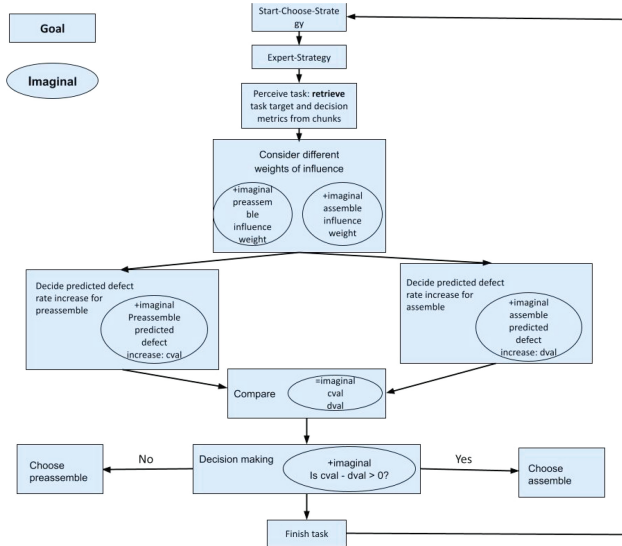 Goal
Imaginal
Start-Choose-Strate
gy
Expert-Strategy
Perceive task: retrieve
task target and decision
metrics from chunks
Consider different
weights of influence
+imaginal
preassem
ble
influence
weight
+imaginal
assemble
influence
weight
Decide predicted defect
rate increase for
preassemble
+imaginal
Preassemble
predicted
defect
increase: cval
Decide predicted defect
rate increase for
assemble
+imaginal
assemble
predicted
defect
increase: dval
Compare
=imaginal
cval
dval
Choose
preassemble
No
Decision making
+imaginal
Is cval - dval > 0?
Yes
Choose
assemble
Finish task